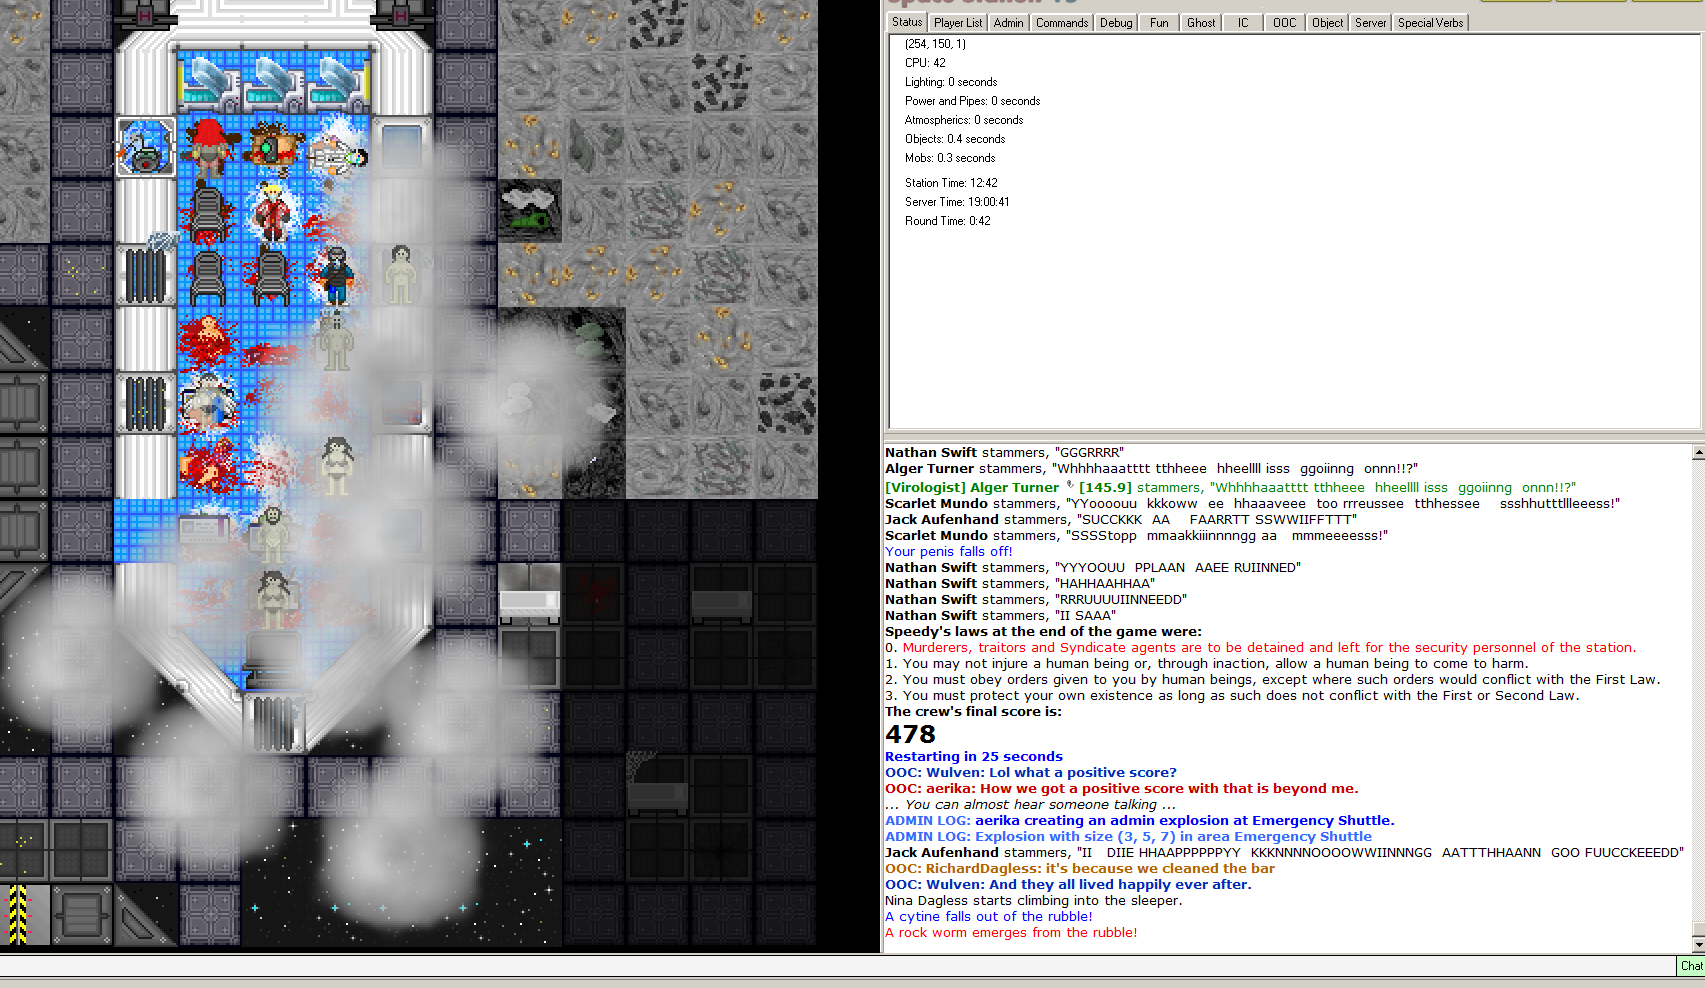 Status Player List Admin Commands Debug Fun Ghost IC OOC Object Server Special Verbs
(254, 150, 1)
CPU: 42
Lighting: 0 seconds
Power and Pipes: 0 seconds
Atmospherics: 0 seconds
Objects: 0.4 seconds
Mobs: 0.3 seconds
Station Time: 12:42
Server Time: 19:00:41
Round Time: 0:42
Nathan Swift stammers, "GGGRRRR"
Alger Turner stammers, "Whhhhaaatttt tthheee hheellll isss ggoiinng onnn!!?"
[Virologist] Alger Turner [145.9] stammers, "Whhhhaaatttt tthheee hheellll isss ggoiinng onnn!!?"
Scarlet Mundo stammers, "YYoooouu kkkoww ee hhaaaveee too rrreussee tthhessee ssshhutttllleeess!"
Jack Aufenhand stammers, "SUCCKKK AA FAARRTT SSWWIIFFTTT"
Scarlet Mundo stammers, "SSSStopp mmaakkiiinnnngg aa mmmeeeesss!"
Your penis falls off!
Nathan Swift stammers, "YYYOOUU PPLAAN AAEE RUIINNED"
Nathan Swift stammers, "HAHHAAHHAA"
Nathan Swift stammers, "RRRUUUUIINNEEDD"
Nathan Swift stammers, "II SAAA"
Speedy's laws at the end of the game were:
0. Murderers, traitors and Syndicate agents are to be detained and left for the security personnel of the station.
1. You may not injure a human being or, through inaction, allow a human being to come to harm.
2. You must obey orders given to you by human beings, except where such orders would conflict with the First Law.
3. You must protect your own existence as long as such does not conflict with the First or Second Law.
The crew's final score is:
478
Restarting in 25 seconds
OOC: Wulven: Lol what a positive score?
OOC: aerika: How we got a positive score with that is beyond me.
... You can almost hear someone talking ...
ADMIN LOG: aerika creating an admin explosion at Emergency Shuttle.
ADMIN LOG: Explosion with size (3, 5, 7) in area Emergency Shuttle
Jack Aufenhand stammers, "II DIIE HHAAPPPPPPYY KKKNNNNOOOOWWIINNNGG AATTTHHAANN GOO FUUCCKEEEDD"
OOC: RichardDagless: it's because we cleaned the bar
OOC: Wulven: And they all lived happily ever after.
Nina Dagless starts climbing into the sleeper.
A cytine falls out of the rubble!
A rock worm emerges from the rubble!
Chat